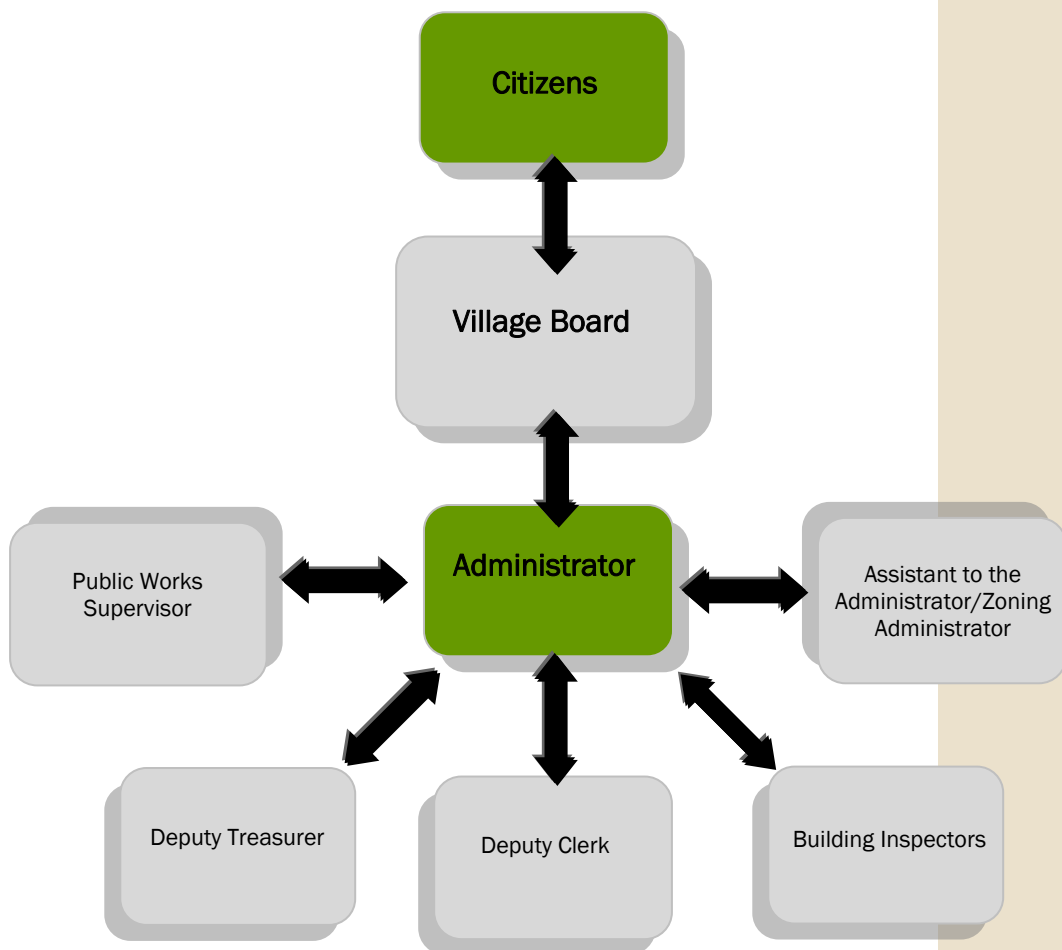 Citizens
Village Board
Administrator
Public Works
Supervisor
Assistant to the
Administrator/Zoning
Administrator
Deputy Treasurer
Deputy Clerk
Building Inspectors